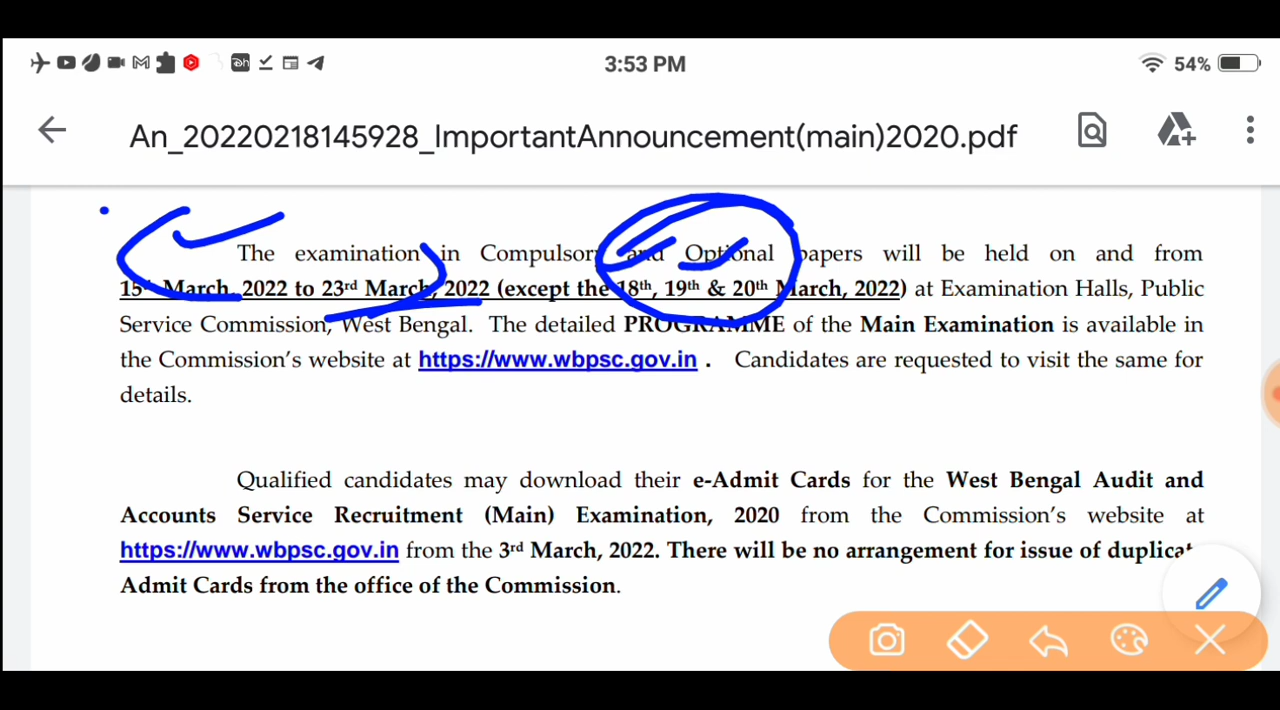 3:53 PM
54%
An_20220218145928_ImportantAnnouncement(main)2020.pdf
The examination in Compulsory and Optional papers will be held on and from
15th March, 2022 to 23rd March, 2022 (except the 18th, 19th & 20th March, 2022) at Examination Halls, Public
Service Commission, West Bengal. The detailed PROGRAMME of the Main Examination is available in
the Commission's website at https://www.wbpsc.gov.in . Candidates are requested to visit the same for
details.
Qualified candidates may download their e-Admit Cards for the West Bengal Audit and
Accounts Service Recruitment (Main) Examination, 2020 from the Commission's website at
https://www.wbpsc.gov.in from the 3rd March, 2022. There will be no arrangement for issue of duplicate
Admit Cards from the office of the Commission.